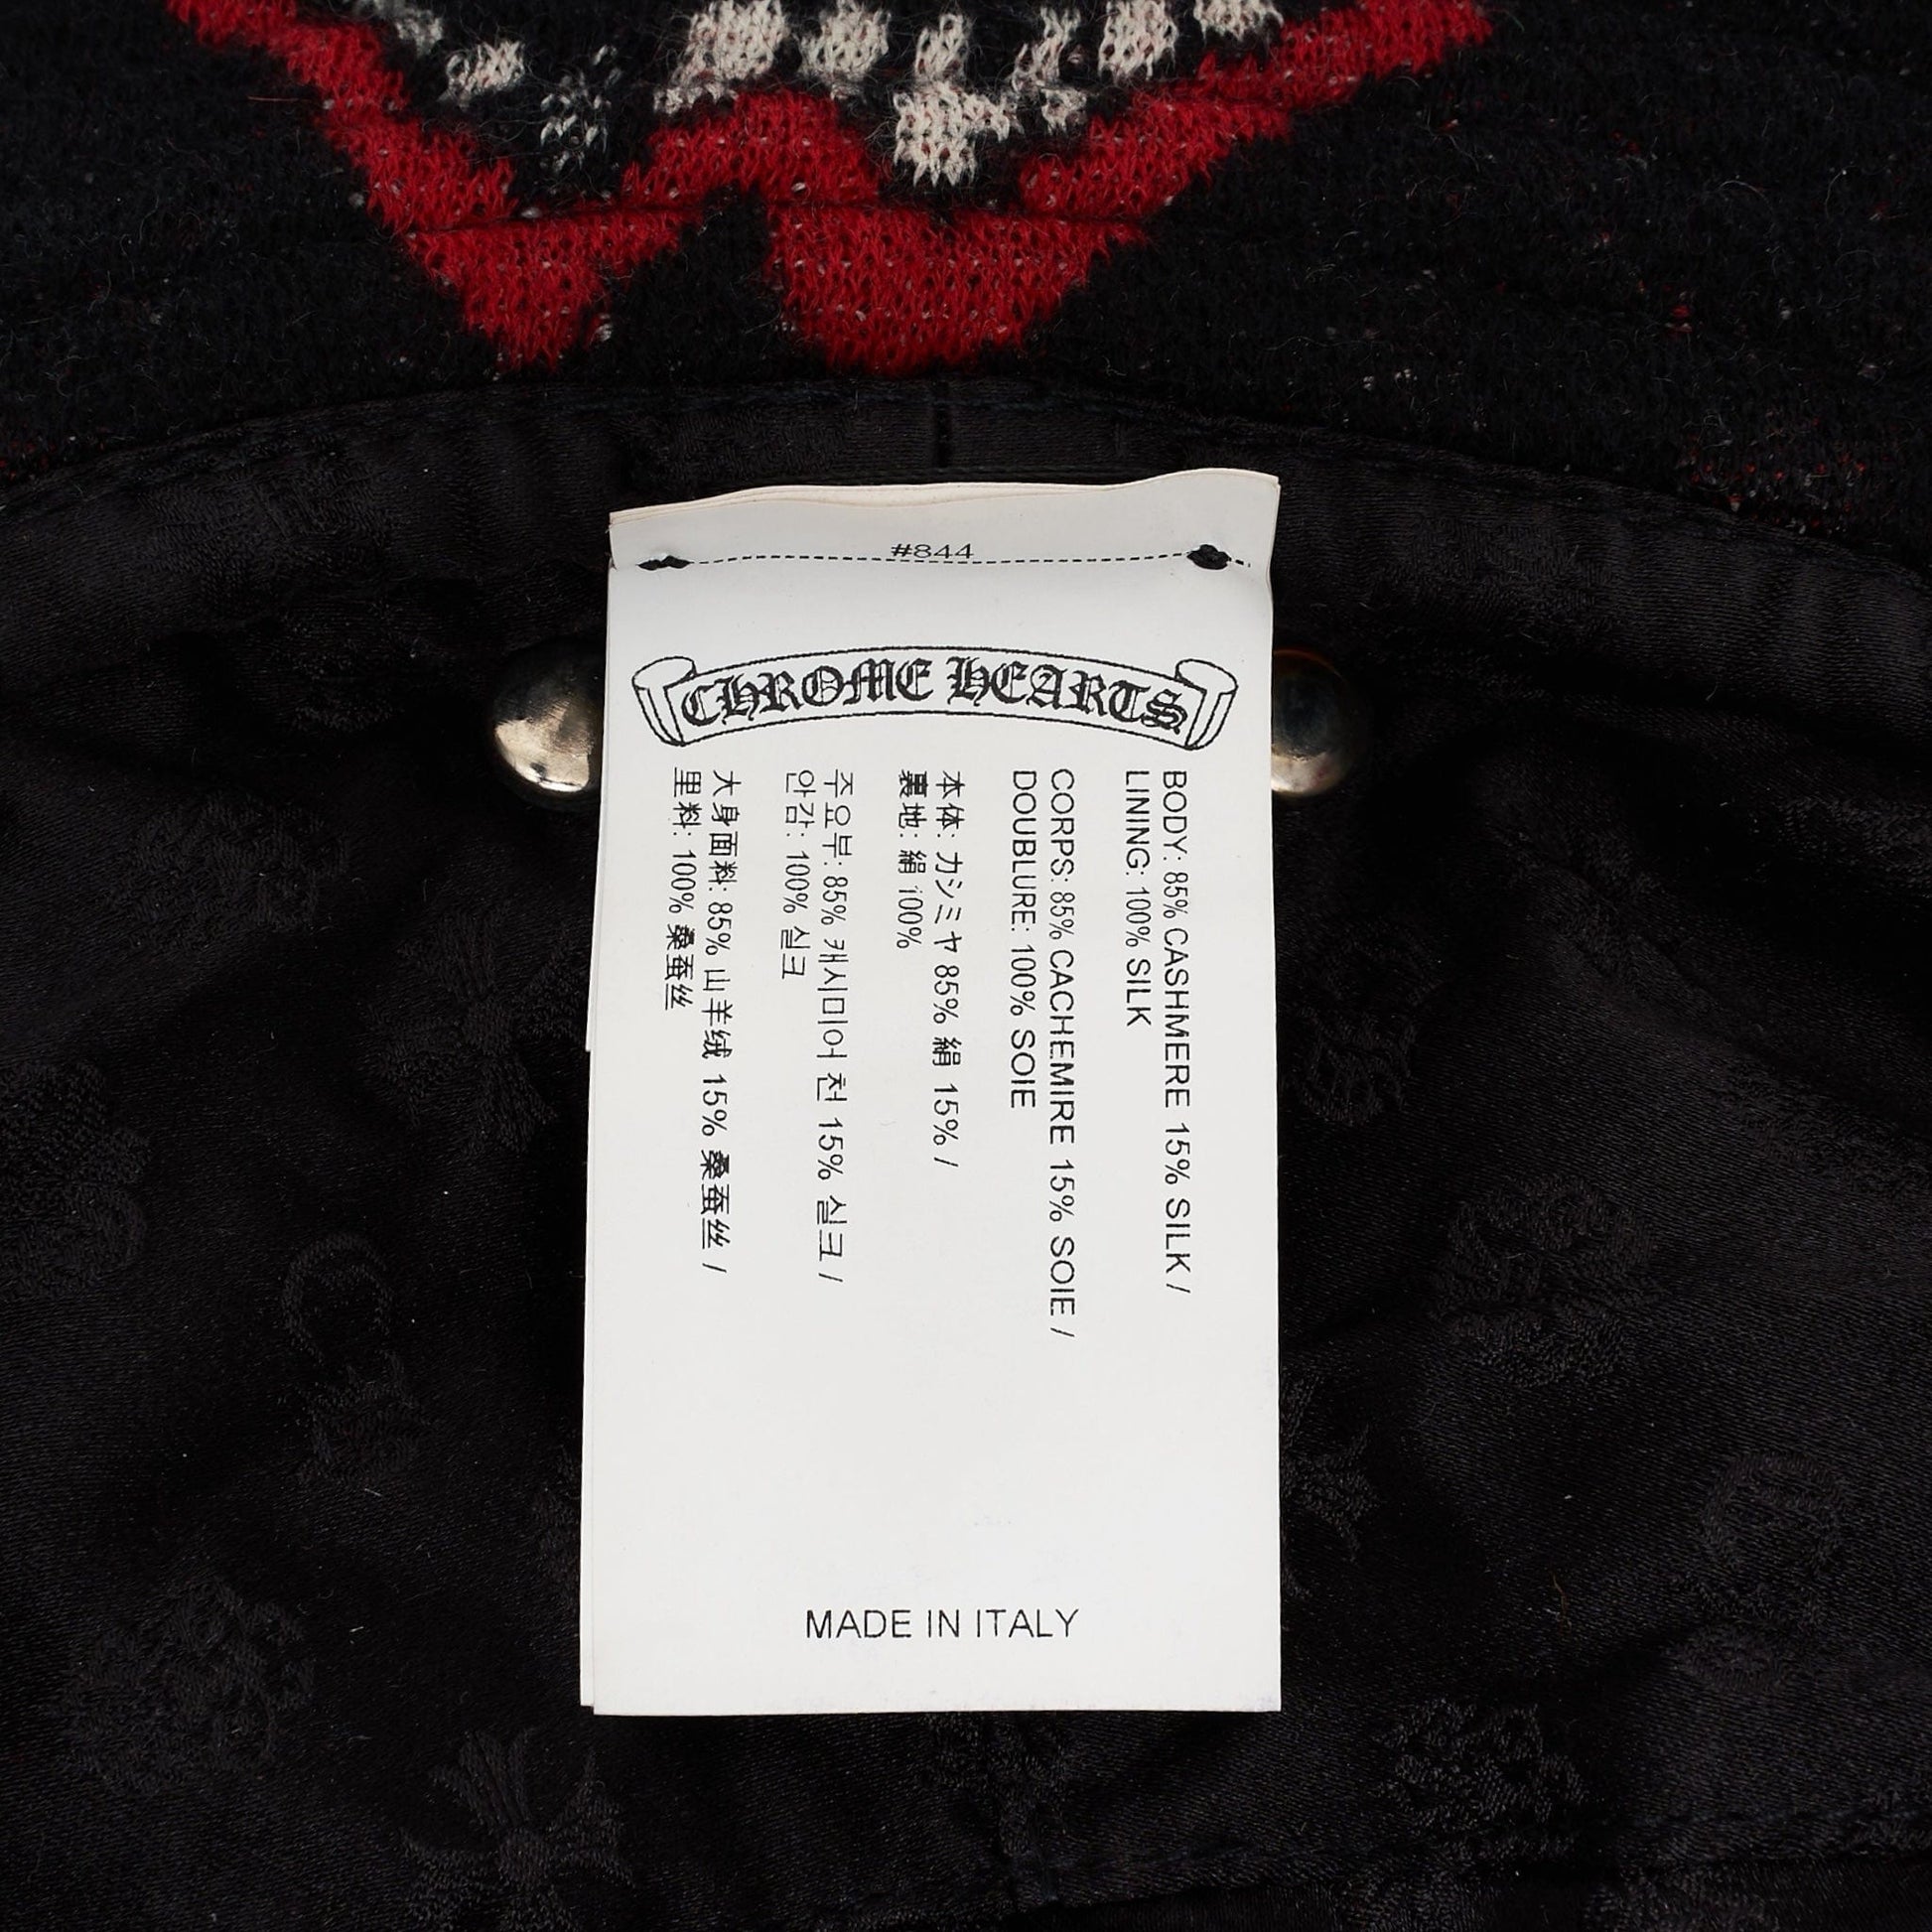 #844
CHROME HEARTS
BODY: 85% CASHMERE 15% SILK /
LINING: 100% SILK
CORPS: 85% CACHEMIRE 15% SOIE /
DOUBLURE: 100% SOIE
本体: カシミヤ 85% 絹 15% /
裏地: 絹 100%
주요부: 85% 캐시미어 천 15% 실크 /
안감: 100% 실크
大身面料: 85% 山羊绒 15% 桑蚕丝 /
里料: 100% 桑蚕丝
MADE IN ITALY